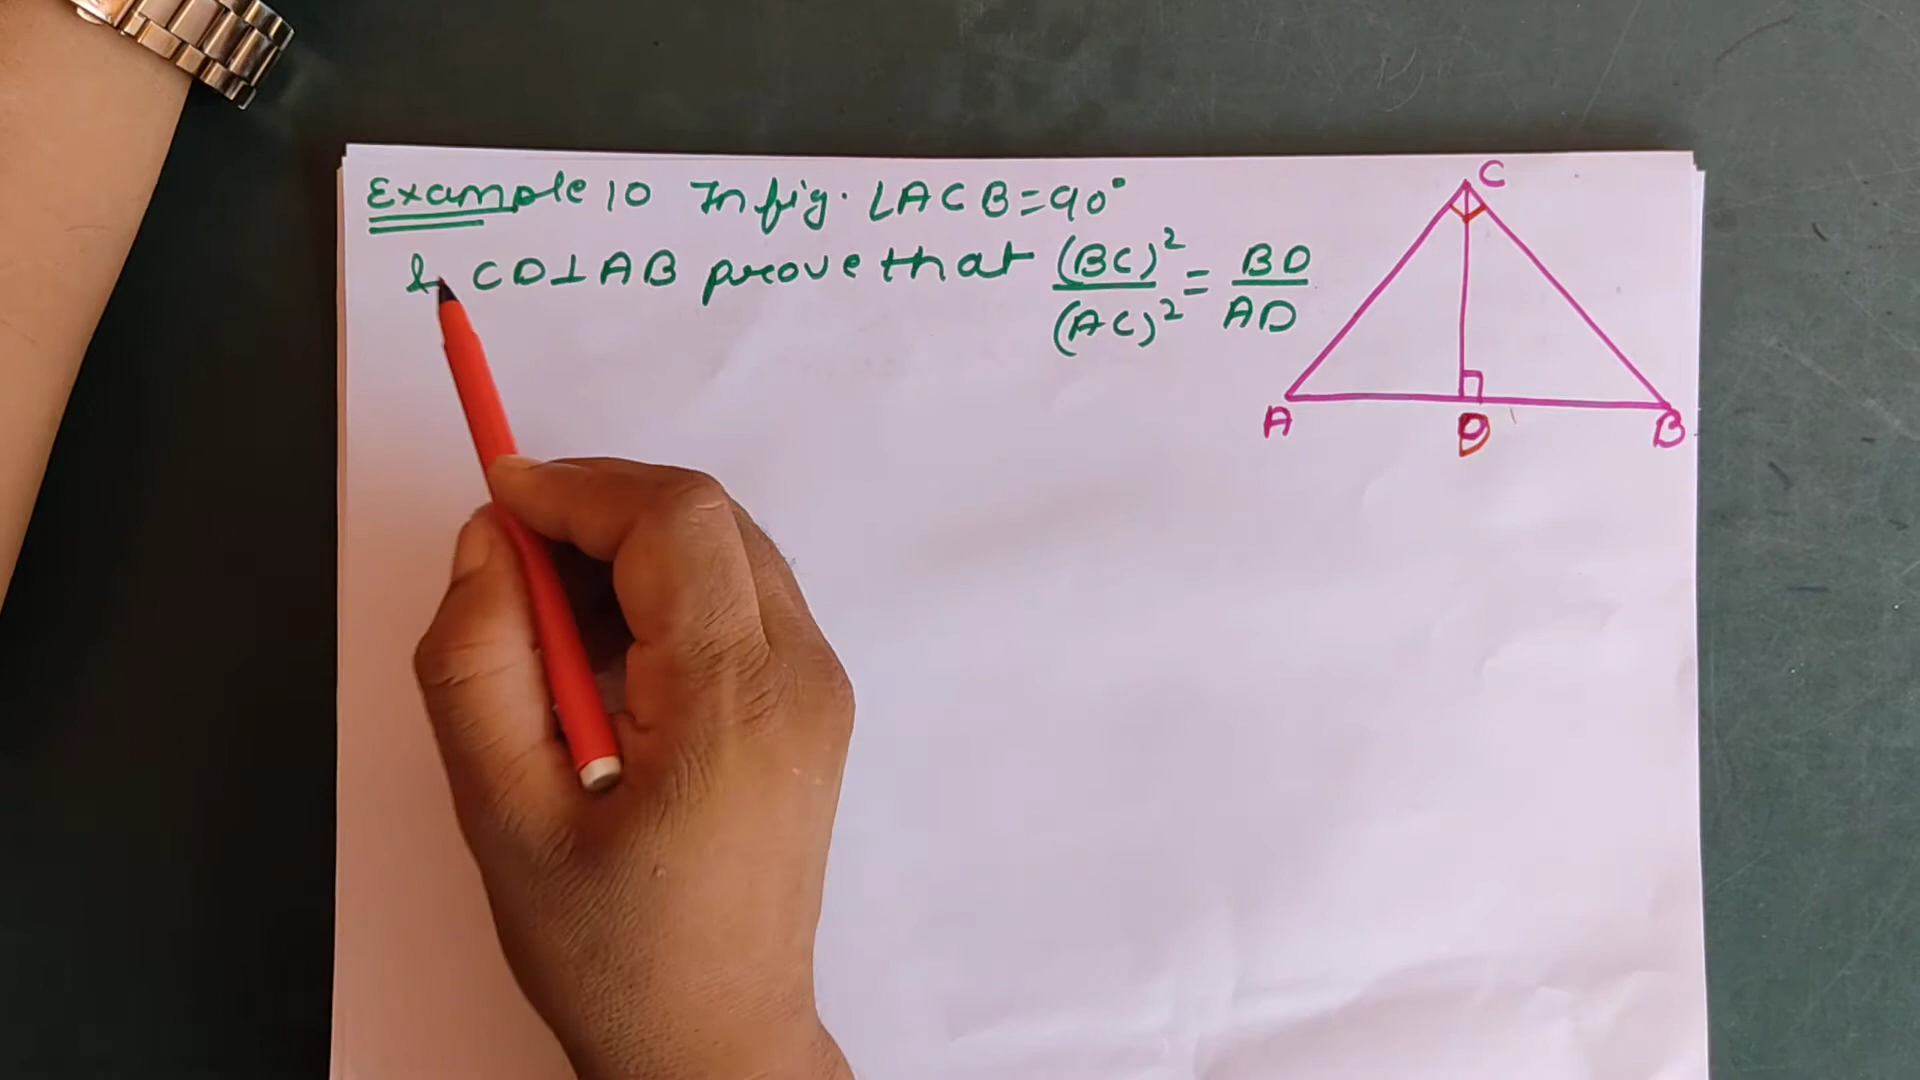 Example 10 In fig. ∠ACB=90°
& CD⊥AB prove that (BC)²/(AC)² = BD/AD
C
A D B